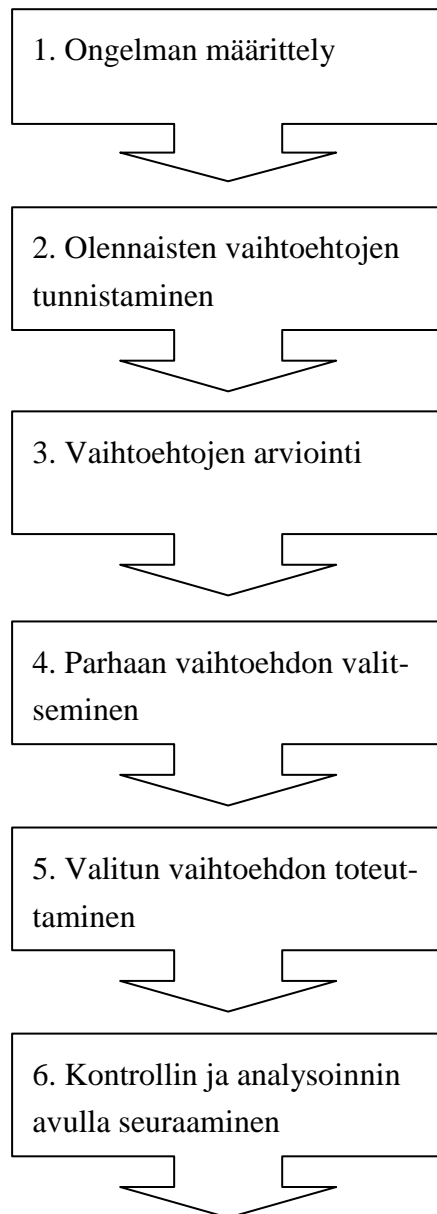 1. Ongelman määrittely
2. Olennaisten vaihtoehtojen
tunnistaminen
3. Vaihtoehtojen arviointi
4. Parhaan vaihtoehdon valit-
seminen
5. Valitun vaihtoehdon toteut-
taminen
6. Kontrollin ja analysoinnin
avulla seuraaminen